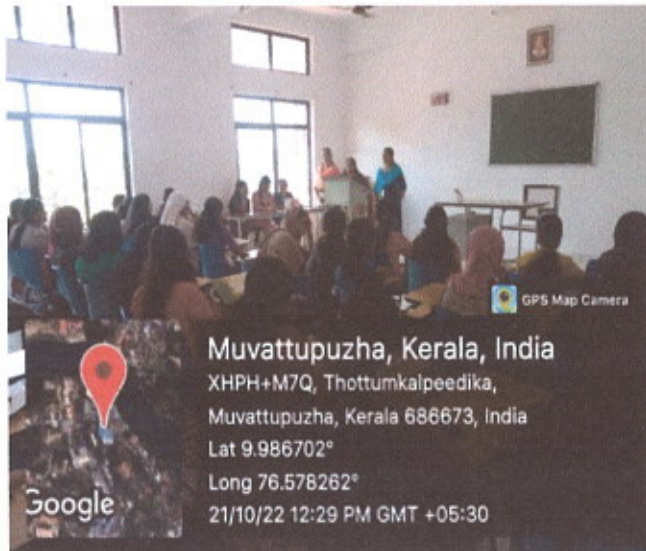 GPS Map Camera
Muvattupuzha, Kerala, India
XHPH+M7Q, Thottumkalpeedika,
Muvattupuzha, Kerala 686673, India
Lat 9.986702°
Long 76.578262°
21/10/22 12:29 PM GMT +05:30
Google